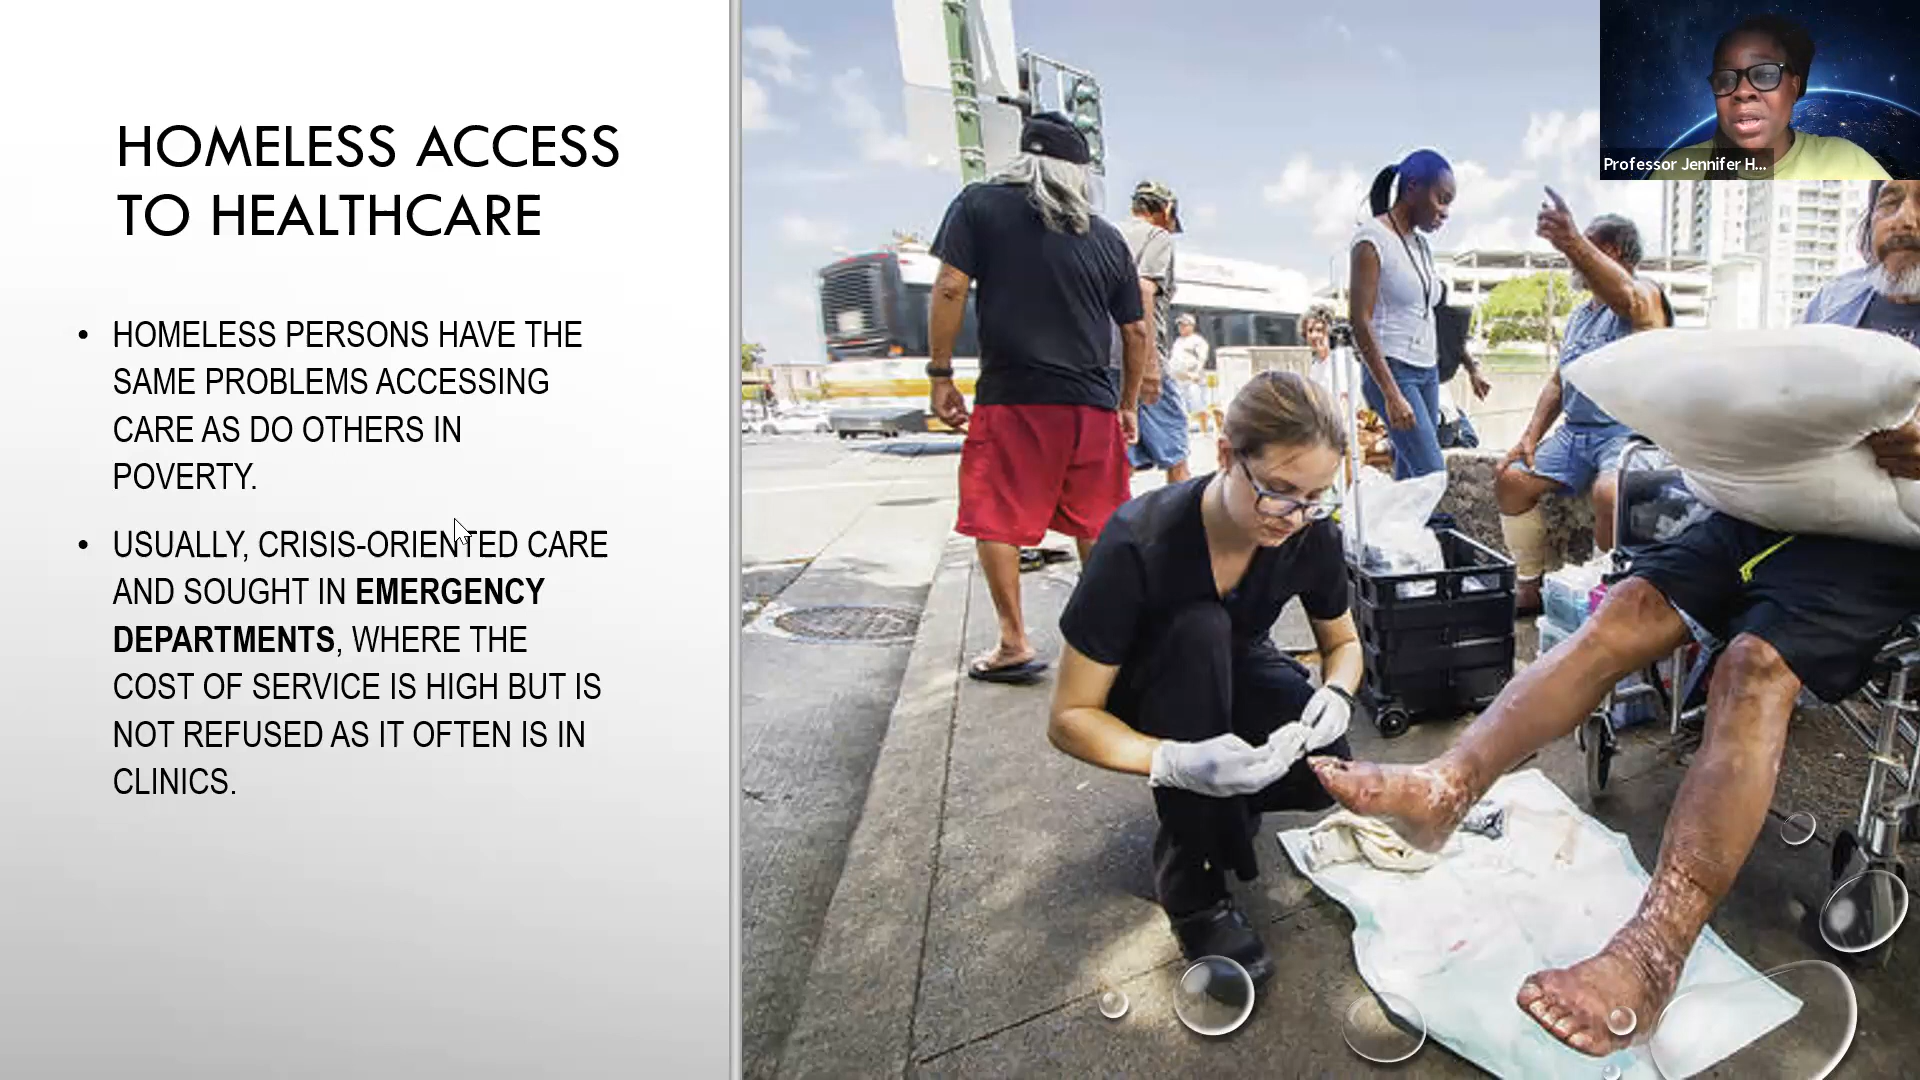 HOMELESS ACCESS
TO HEALTHCARE
• HOMELESS PERSONS HAVE THE
SAME PROBLEMS ACCESSING
CARE AS DO OTHERS IN
POVERTY.
• USUALLY, CRISIS-ORIENTED CARE
AND SOUGHT IN EMERGENCY
DEPARTMENTS, WHERE THE
COST OF SERVICE IS HIGH BUT IS
NOT REFUSED AS IT OFTEN IS IN
CLINICS.
Professor Jennifer H...